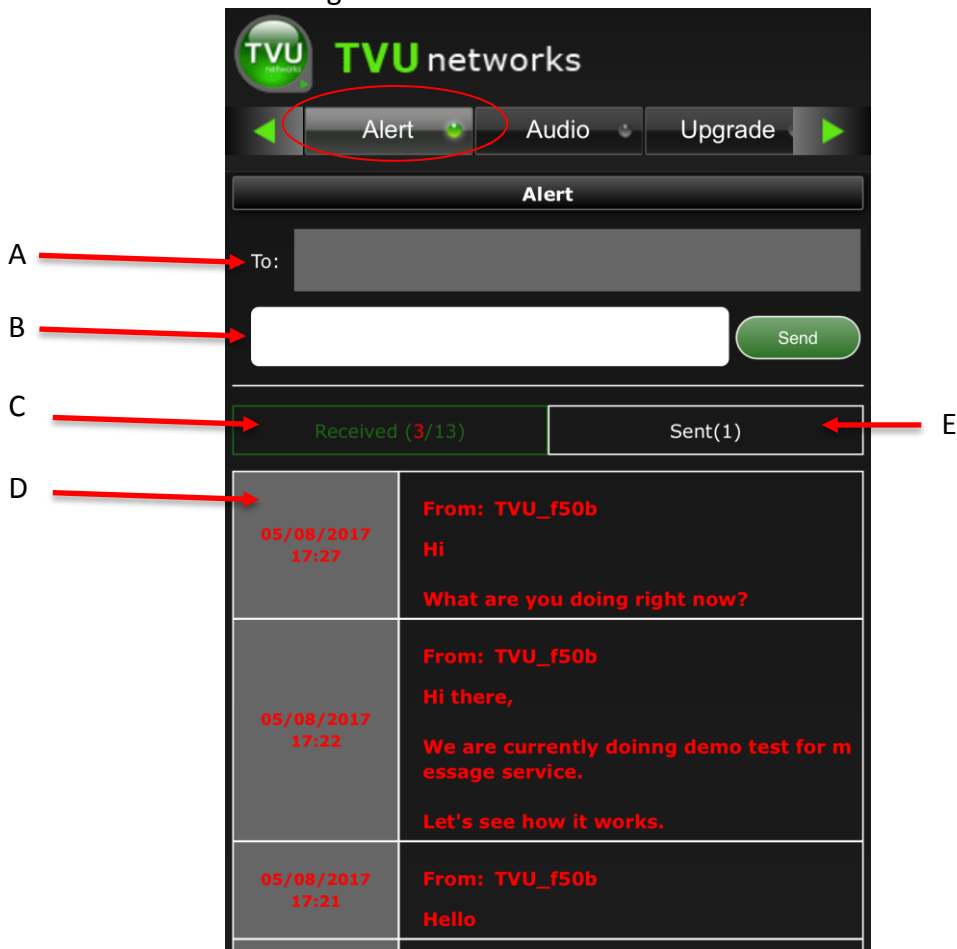 TVU
networks
TVU networks
Alert
Audio
Upgrade
Alert
A
To:
B
Send
C
Received (3/13)
Sent(1)
E
D
05/08/2017
17:27
From: TVU_f50b
Hi
What are you doing right now?
05/08/2017
17:22
From: TVU_f50b
Hi there,
We are currently doinng demo test for m
essage service.
Let's see how it works.
05/08/2017
17:21
From: TVU_f50b
Hello